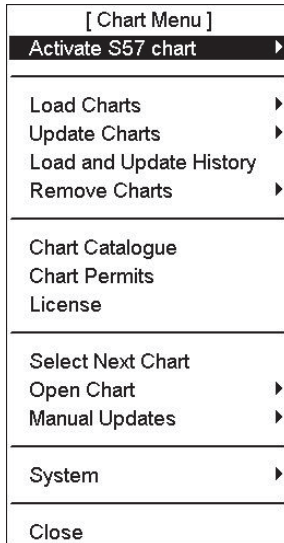 [ Chart Menu ]
Activate S57 chart
Load Charts
Update Charts
Load and Update History
Remove Charts
Chart Catalogue
Chart Permits
License
Select Next Chart
Open Chart
Manual Updates
System
Close